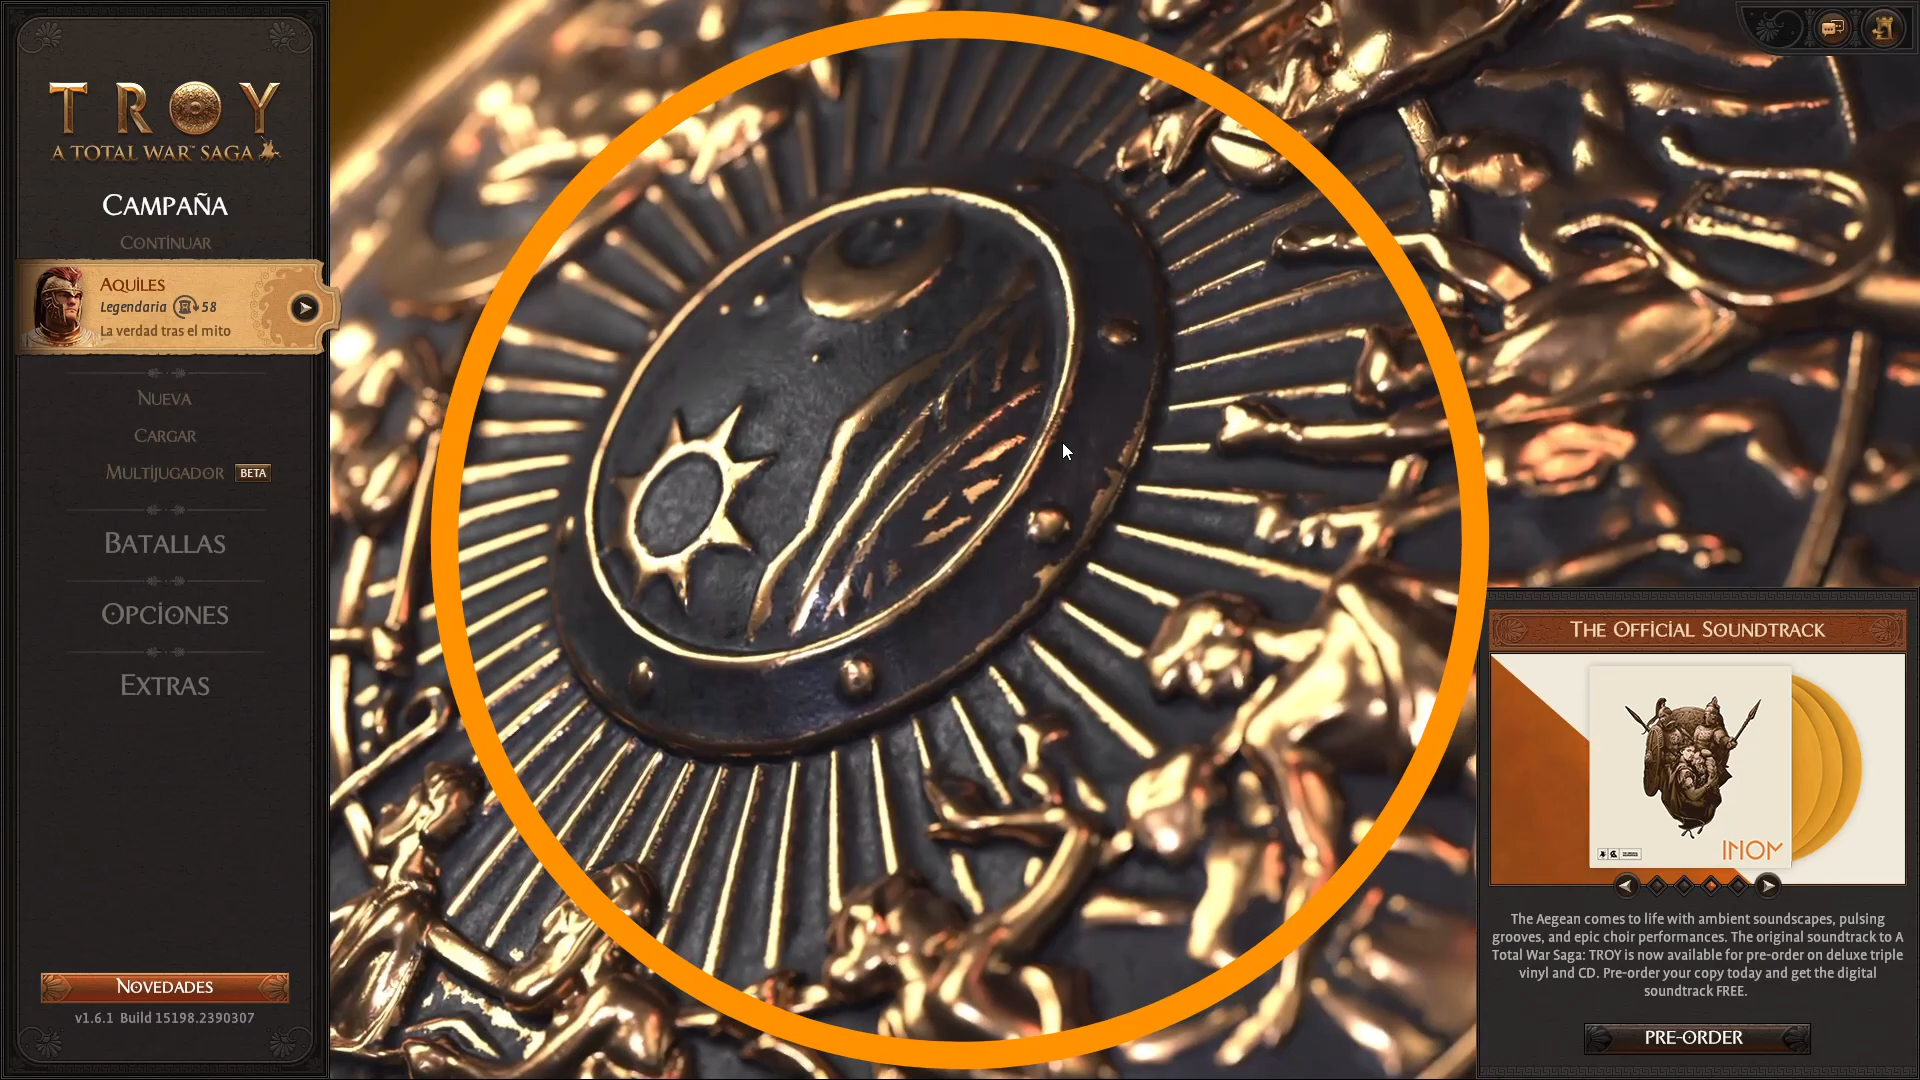 TROY
A TOTAL WAR SAGA
CAMPAÑA
CONTINUAR
AQUILES
Legendaria 58
La verdad tras el mito
NUEVA
CARGAR
MULTIJUGADOR BETA
BATALLAS
OPCIONES
EXTRAS
NOVEDADES
v1.6.1 Build 15198.2390307
THE OFFICIAL SOUNDTRACK
The Aegean comes to life with ambient soundscapes, pulsing
grooves, and epic choir performances. The original soundtrack to A
Total War Saga: TROY is now available for pre-order on deluxe triple
vinyl and CD. Pre-order your copy today and get the digital
soundtrack FREE.
PRE-ORDER